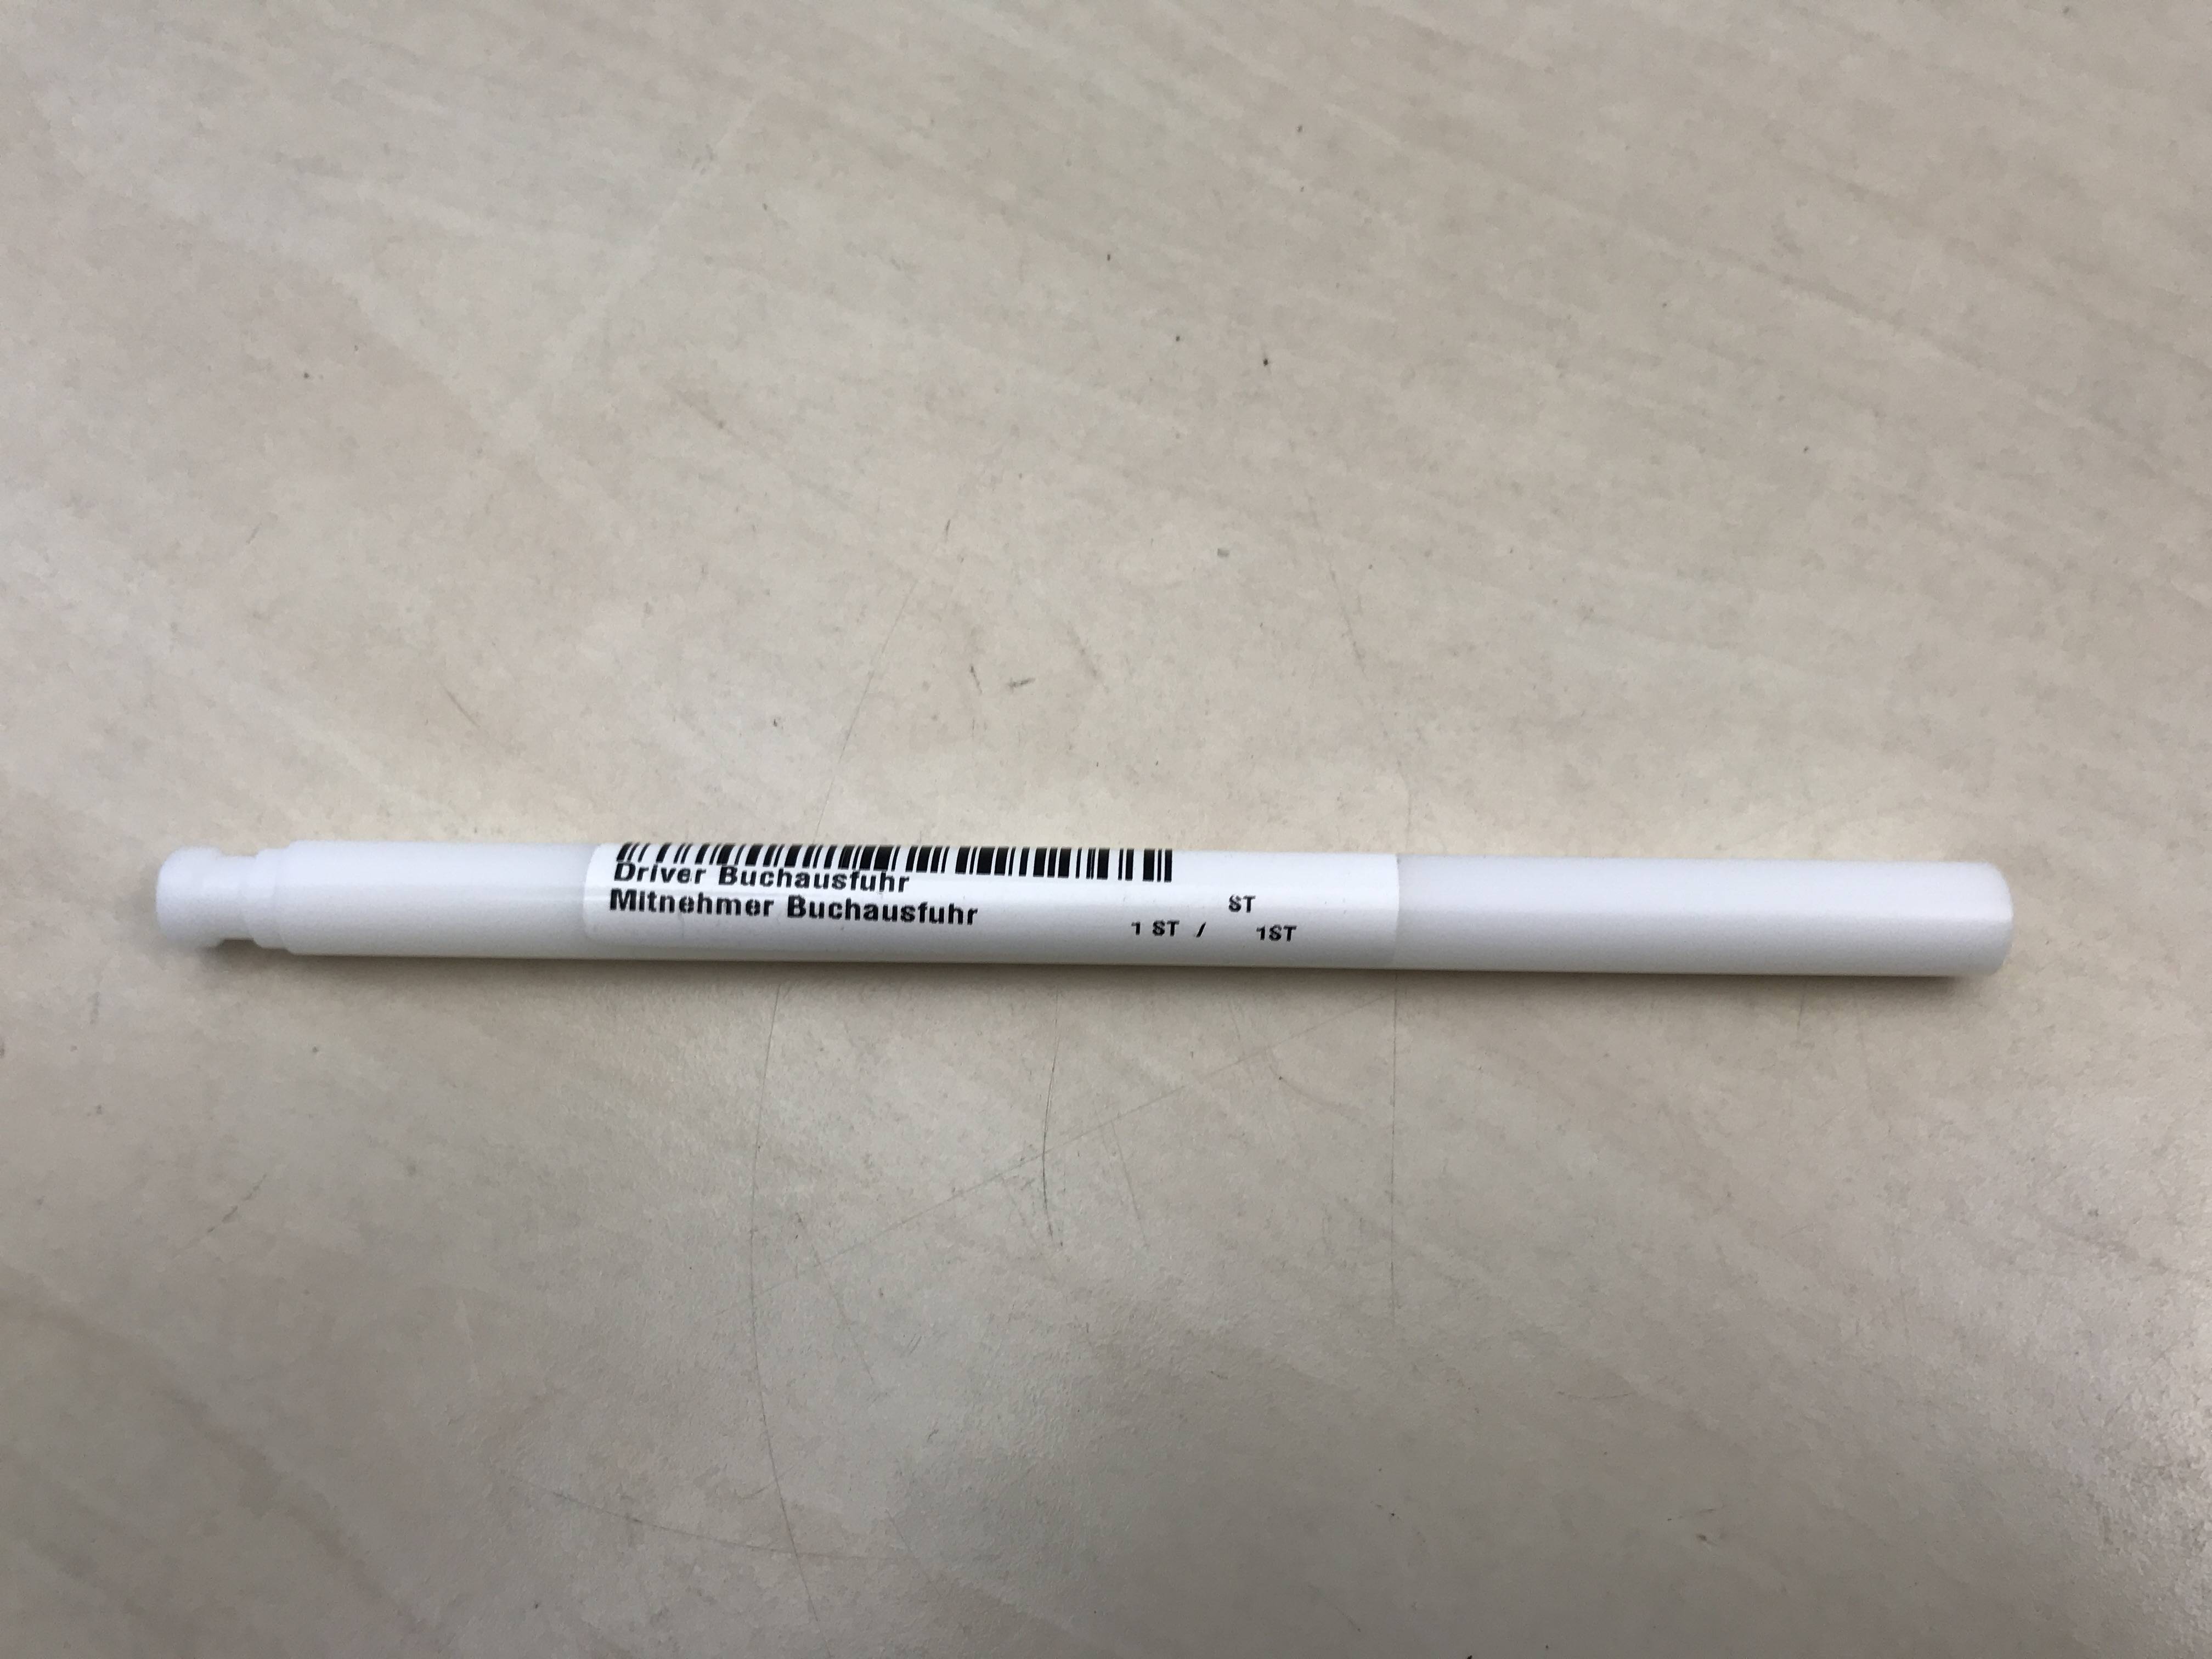 Driver Buchausfuhr
Mitnehmer Buchausfuhr
ST
1 ST / 1ST